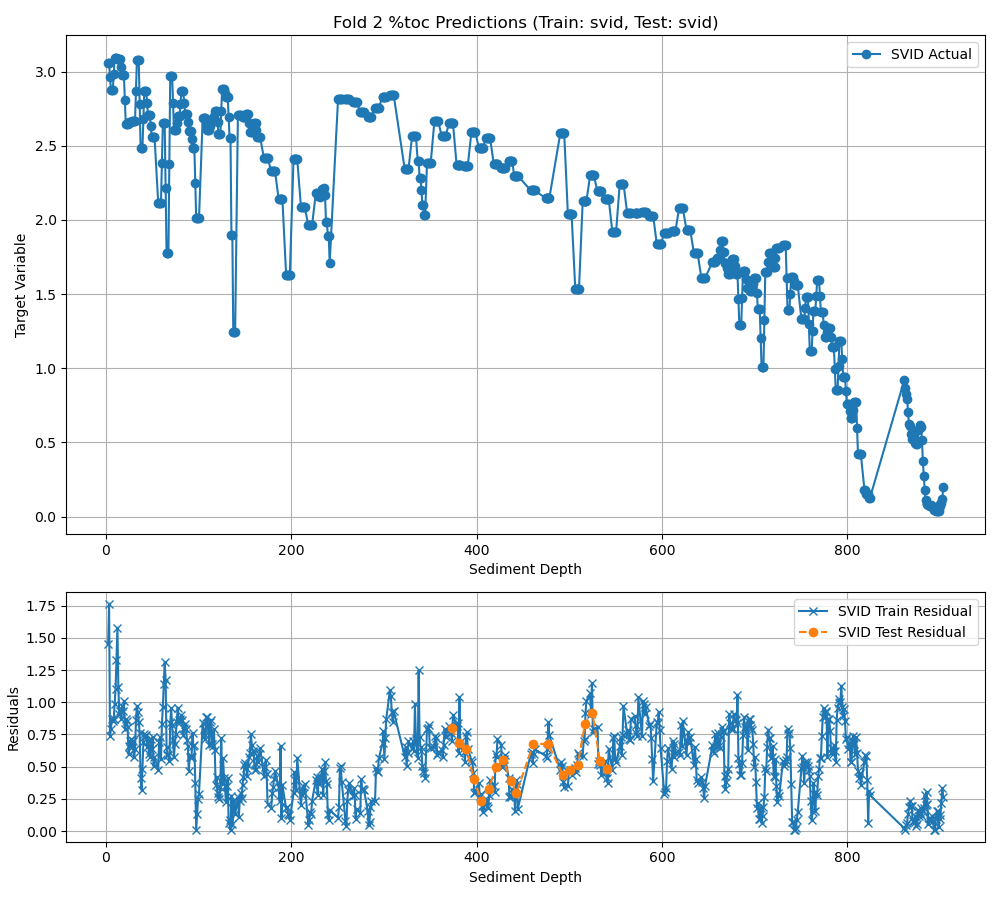 Fold 2 %toc Predictions (Train: svid, Test: svid)
SVID Actual
Target Variable
3.0
2.5
2.0
1.5
1.0
0.5
0.0
0 200 400 600 800
Sediment Depth
SVID Train Residual
SVID Test Residual
Residuals
1.75
1.50
1.25
1.00
0.75
0.50
0.25
0.00
0 200 400 600 800
Sediment Depth